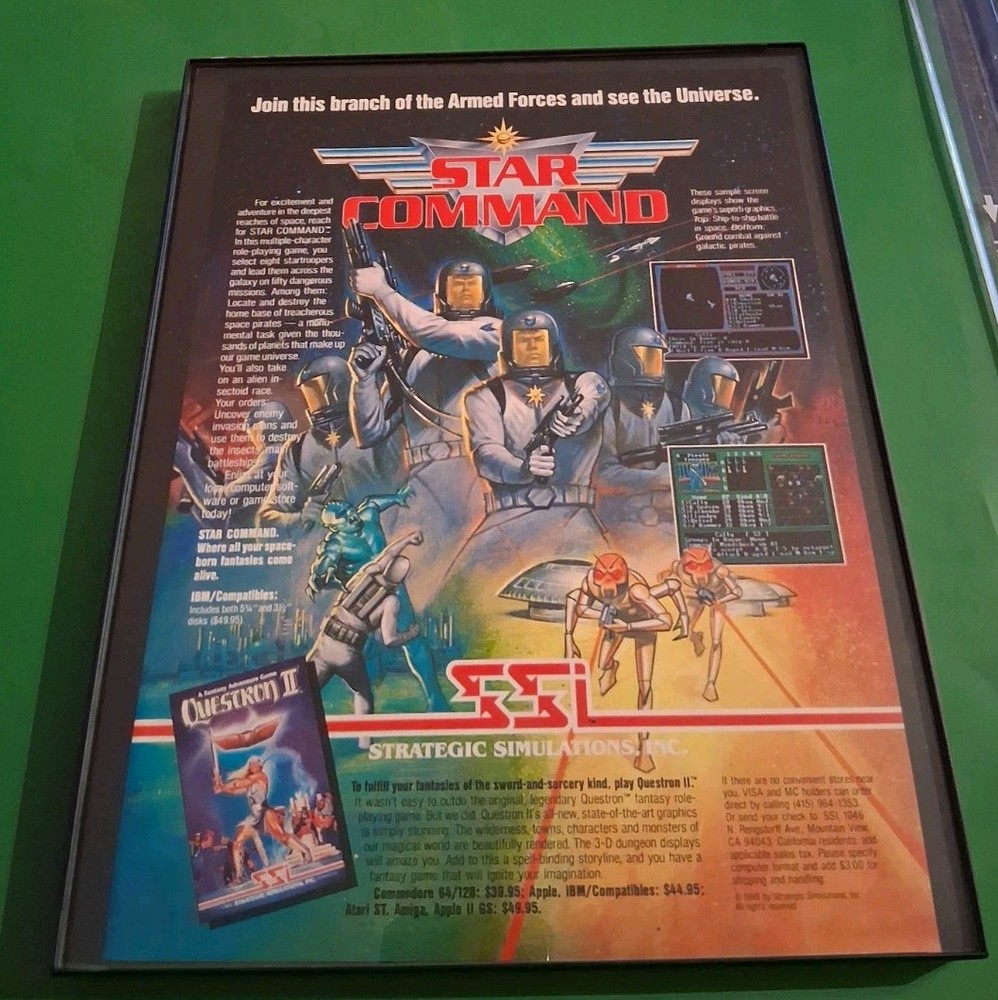 Join this branch of the Armed Forces and see the Universe.
STAR
COMMAND
For excitement and
adventure in the deepest
reaches of space, reach
for STAR COMMAND™
In this multiple-character
role-playing game, you
select eight startroopers
and lead them across the
galaxy on fifty dangerous
missions. Among them:
Locate and destroy the
home base of treacherous
space pirates — a monu-
mental task given the thou-
sands of planets that make up
our game universe.
You'll also take
on an alien in-
sectoid race.
Your orders:
Uncover enemy
invasion plans and
use them to destroy
the insects' man
battleships.
Enlist at your
local computer/soft-
ware or game store
today!
STAR COMMAND.
Where all your space-
born fantasies come
alive.
IBM/Compatibles:
Includes both 5¼" and 3½"
disks ($49.95)
These sample screen
displays show the
game's superb graphics.
Top: Ship-to-ship battle
in space. Bottom:
Ground combat against
galactic pirates.
A Fantasy Adventure Game
QUESTRON II
SSI
SSI
STRATEGIC SIMULATIONS, INC.
To fulfill your fantasies of the sword-and-sorcery kind, play Questron II.™
It wasn't easy to outdo the original, legendary Questron™ fantasy role-
playing game. But we did. Questron II's all-new, state-of-the-art graphics
is simply stunning. The wilderness, towns, characters and monsters of
our magical world are beautifully rendered. The 3-D dungeon displays
will amaze you. Add to this a spell-binding storyline, and you have a
fantasy game that will ignite your imagination.
Commodore 64/128: $39.95; Apple, IBM/Compatibles: $44.95;
Atari ST, Amiga, Apple II GS: $49.95.
If there are no convenient stores near
you, VISA and MC holders can order
direct by calling (415) 964-1353.
Or send your check to: SSI, 1046
N. Rengstorff Ave., Mountain View,
CA 94043. California residents, add
applicable sales tax. Please specify
computer format and add $3.00 for
shipping and handling.
by Strategic Simulations, Inc.
All rights reserved.